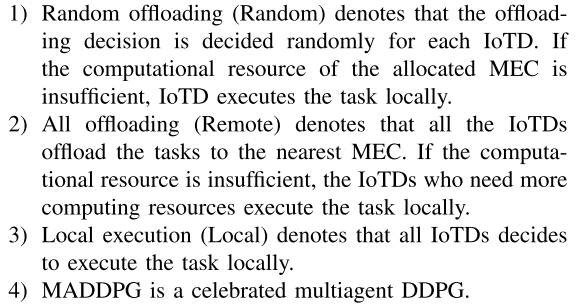 1) Random offloading (Random) denotes that the offload-
ing decision is decided randomly for each IoTD. If
the computational resource of the allocated MEC is
insufficient, IoTD executes the task locally.
2) All offloading (Remote) denotes that all the IoTDs
offload the tasks to the nearest MEC. If the computa-
tional resource is insufficient, the IoTDs who need more
computing resources execute the task locally.
3) Local execution (Local) denotes that all IoTDs decides
to execute the task locally.
4) MADDPG is a celebrated multiagent DDPG.